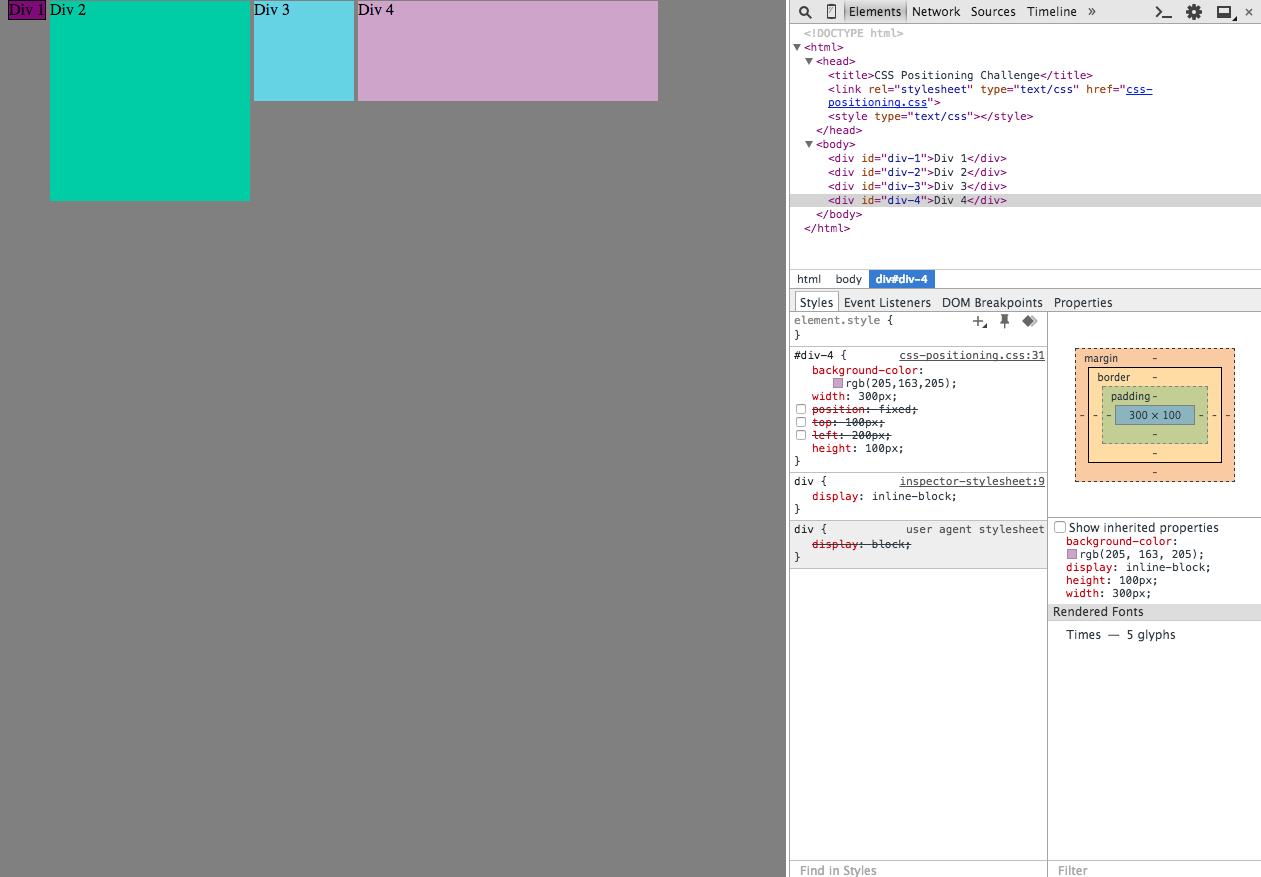 Div 1 Div 2 Div 3 Div 4
Elements Network Sources Timeline »
<!DOCTYPE html>
<html>
<head>
<title>CSS Positioning Challenge</title>
<link rel="stylesheet" type="text/css" href="css-
positioning.css">
<style type="text/css"></style>
</head>
<body>
<div id="div-1">Div 1</div>
<div id="div-2">Div 2</div>
<div id="div-3">Div 3</div>
<div id="div-4">Div 4</div>
</body>
</html>
html body div#div-4
Styles Event Listeners DOM Breakpoints Properties
element.style {
}
#div-4 { css-positioning.css:31
background-color:
rgb(205,163,205);
width: 300px;
position: fixed;
top: 100px;
left: 200px;
height: 100px;
}
div { inspector-stylesheet:9
display: inline-block;
}
div { user agent stylesheet
display: block;
}
Find in Styles
margin -
border -
padding -
- - - 300 × 100 - - -
-
-
-
Show inherited properties
background-color:
rgb(205, 163, 205);
display: inline-block;
height: 100px;
width: 300px;
Rendered Fonts
Times — 5 glyphs
Filter